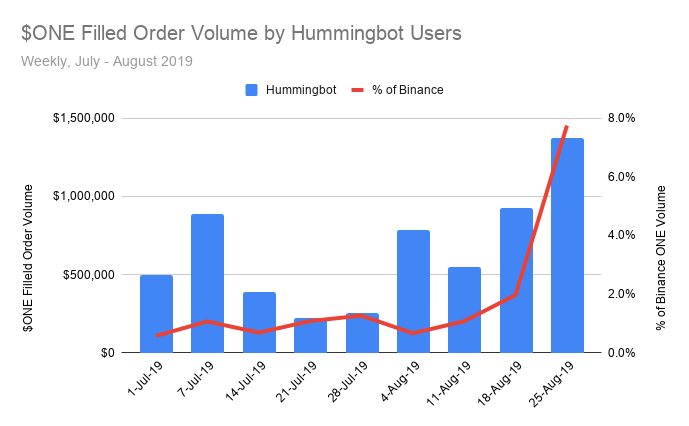 $ONE Filled Order Volume by Hummingbot Users
Weekly, July - August 2019
Hummingbot
% of Binance
$ONE Filleld Order Volume
$1,500,000
$1,000,000
$500,000
$0
8.0%
6.0%
4.0%
2.0%
0.0%
% of Binance ONE Volume
1-Jul-19
7-Jul-19
14-Jul-19
21-Jul-19
28-Jul-19
4-Aug-19
11-Aug-19
18-Aug-19
25-Aug-19